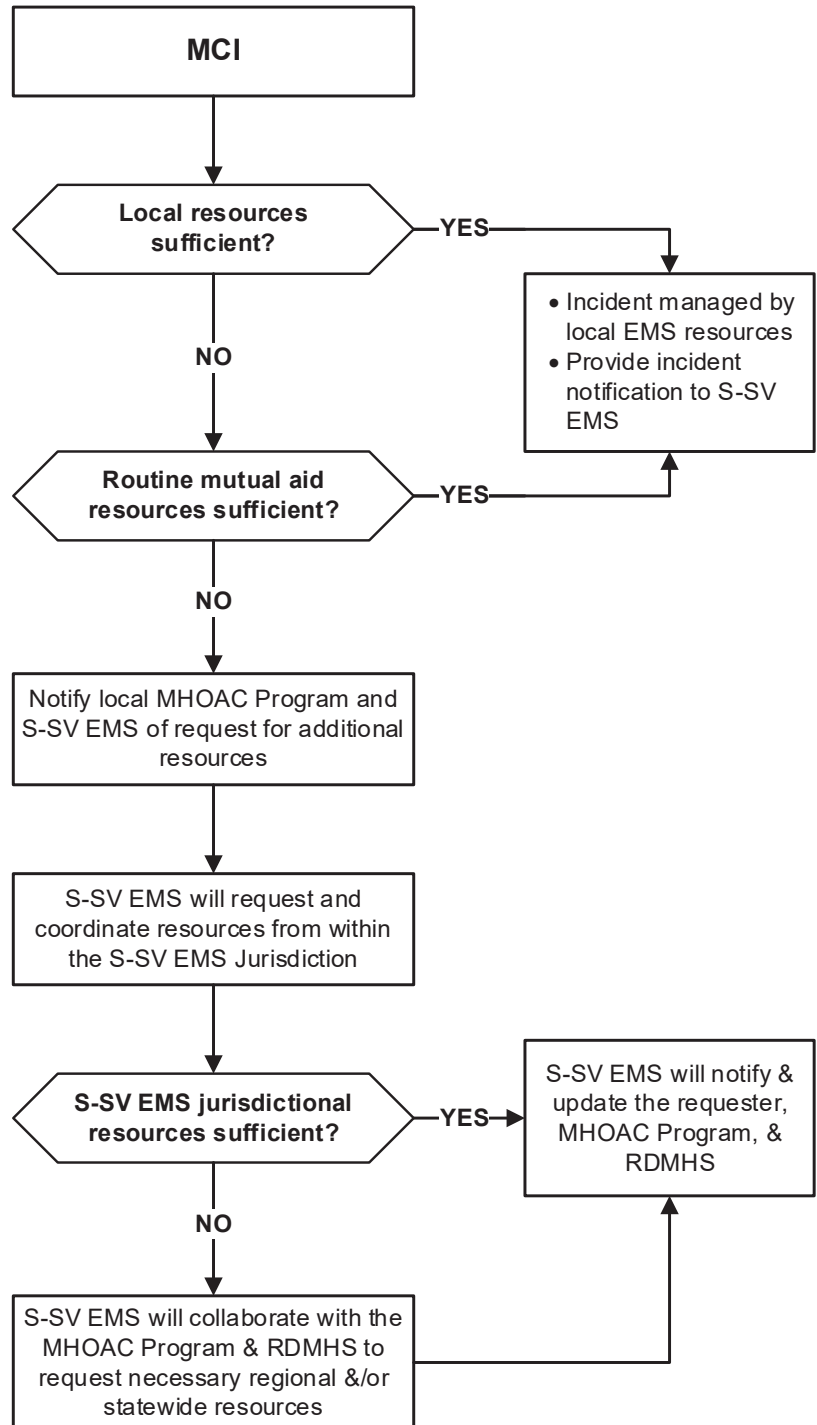 MCI
Local resources
sufficient?
YES
• Incident managed by
local EMS resources
• Provide incident
notification to S-SV
EMS
NO
Routine mutual aid
resources sufficient?
YES
NO
Notify local MHOAC Program and
S-SV EMS of request for additional
resources
S-SV EMS will request and
coordinate resources from within
the S-SV EMS Jurisdiction
S-SV EMS jurisdictional
resources sufficient?
YES
S-SV EMS will notify &
update the requester,
MHOAC Program, &
RDMHS
NO
S-SV EMS will collaborate with the
MHOAC Program & RDMHS to
request necessary regional &/or
statewide resources